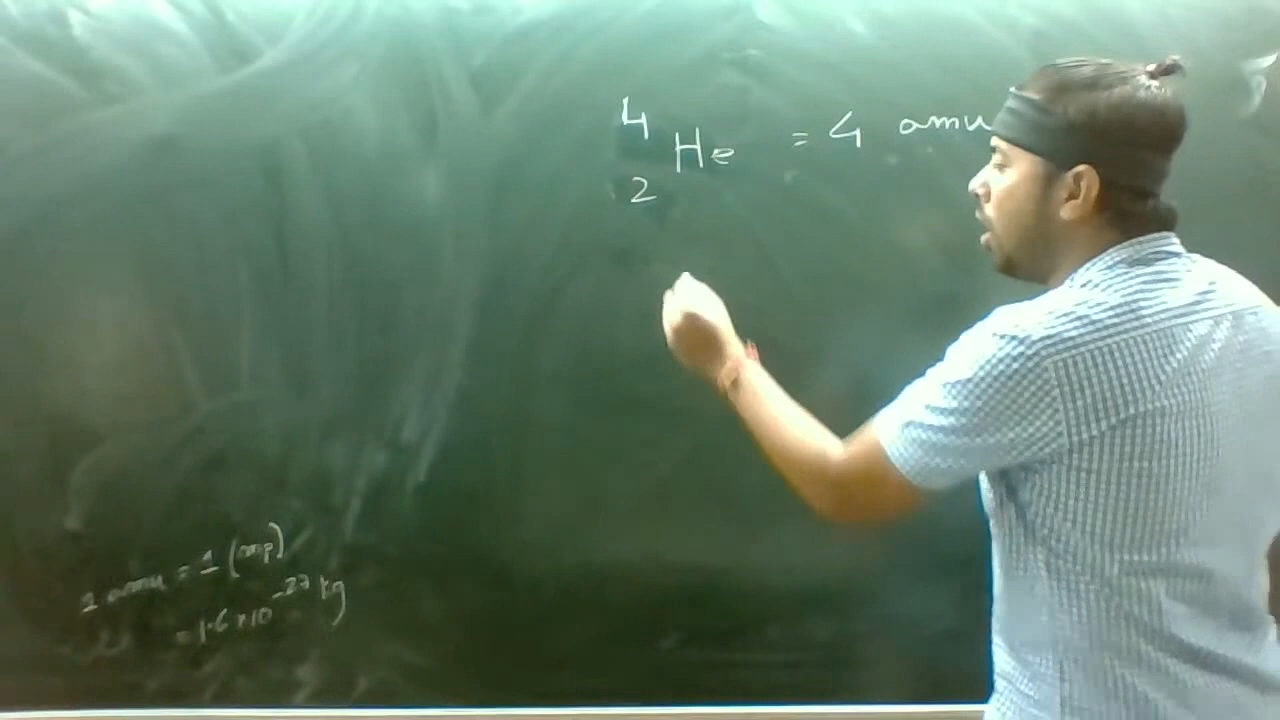 4
He = 4 amu
2
1 amu = 1 (mp)
= 1.6 × 10^-27 kg